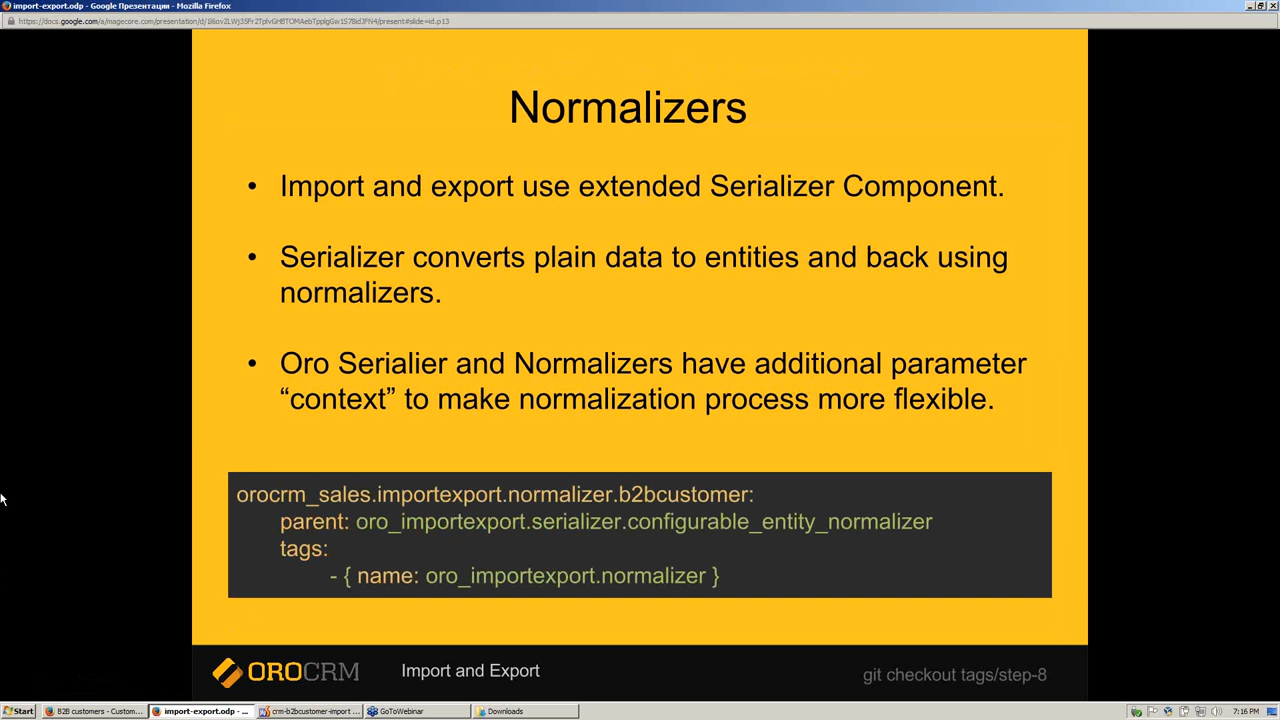 import-export.odp - Google Презентации - Mozilla Firefox
Normalizers
• Import and export use extended Serializer Component.
• Serializer converts plain data to entities and back using
normalizers.
• Oro Serialier and Normalizers have additional parameter
“context” to make normalization process more flexible.
orocrm_sales.importexport.normalizer.b2bcustomer:
parent: oro_importexport.serializer.configurable_entity_normalizer
tags:
- { name: oro_importexport.normalizer }
OROCRM
Import and Export
git checkout tags/step-8
Start
B2B customers - Custom...
import-export.odp - ...
crm-b2bcustomer-import ...
GoToWebinar
Downloads
7:16 PM